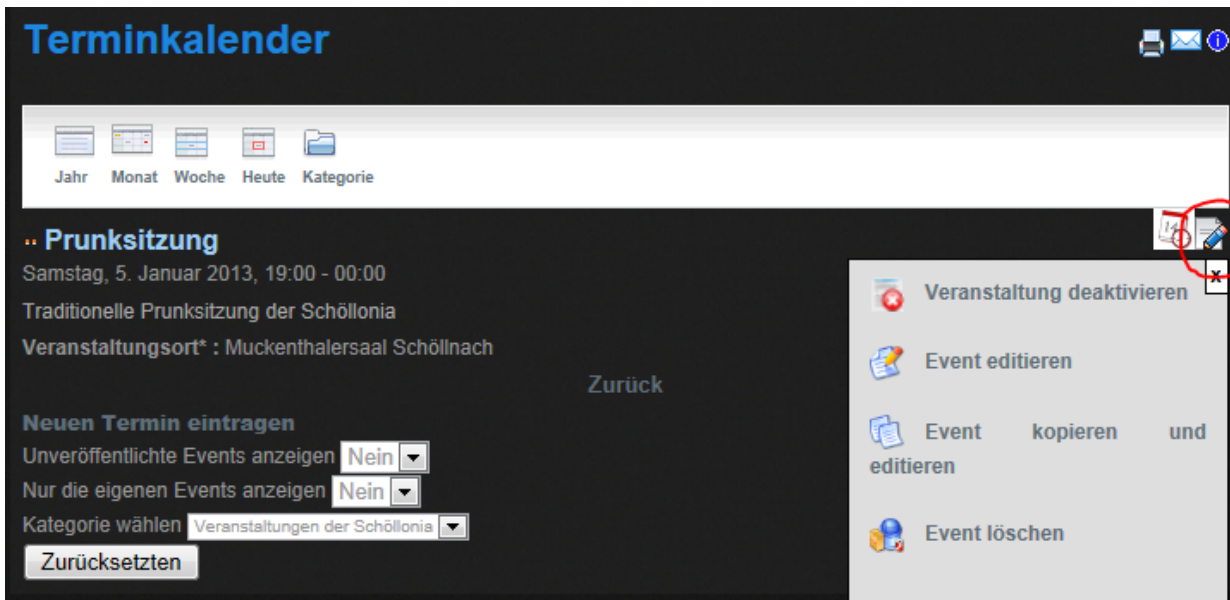 Terminkalender
Jahr Monat Woche Heute Kategorie
Prunksitzung
14
Samstag, 5. Januar 2013, 19:00 - 00:00
Traditionelle Prunksitzung der Schöllonia
Veranstaltungsort* : Muckenthalersaal Schöllnach
Zurück
Neuen Termin eintragen
Unveröffentlichte Events anzeigen Nein
Nur die eigenen Events anzeigen Nein
Kategorie wählen Veranstaltungen der Schöllonia
Zurücksetzten
x
Veranstaltung deaktivieren
Event editieren
Event kopieren und
editieren
Event löschen